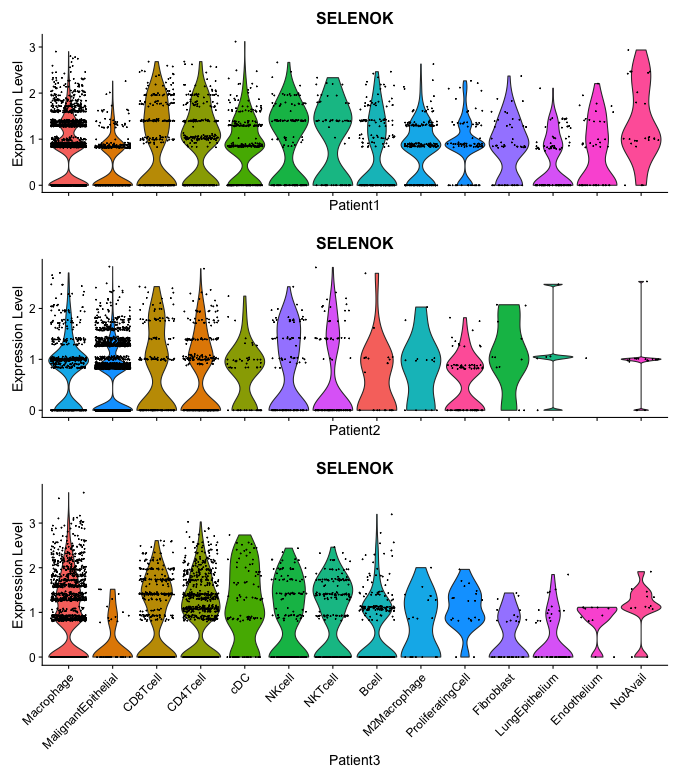 SELENOK
Expression Level
3
2
1
0
Patient1
SELENOK
Expression Level
2
1
0
Patient2
SELENOK
Expression Level
3
2
1
0
Macrophage
MalignantEpithelial
CD8Tcell
CD4Tcell
cDC
NKcell
NKTcell
Bcell
M2Macrophage
ProliferatingCell
Fibroblast
LungEpithelium
Endothelium
NotAvail
Patient3